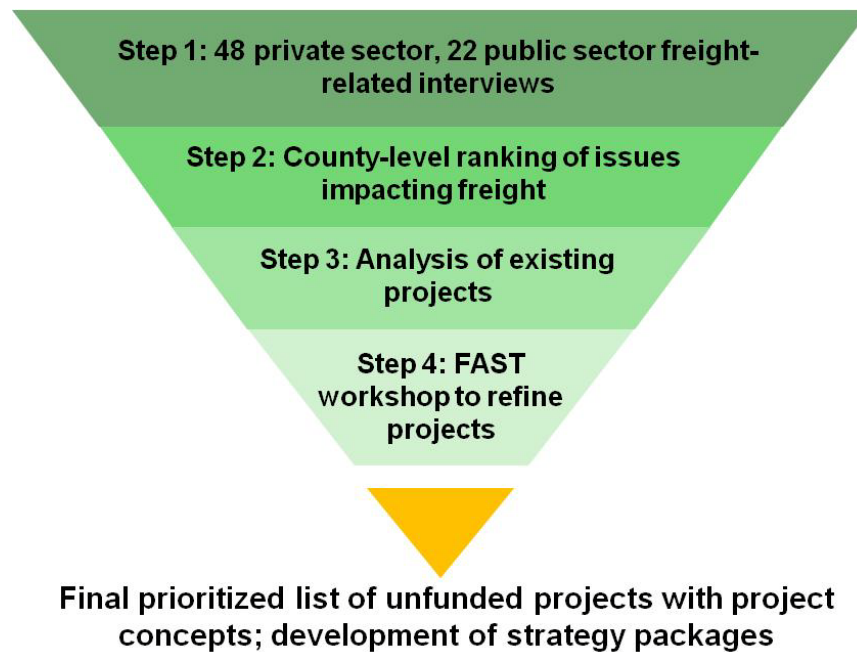 Step 1: 48 private sector, 22 public sector freight-
related interviews
Step 2: County-level ranking of issues
impacting freight
Step 3: Analysis of existing
projects
Step 4: FAST
workshop to refine
projects
Final prioritized list of unfunded projects with project
concepts; development of strategy packages